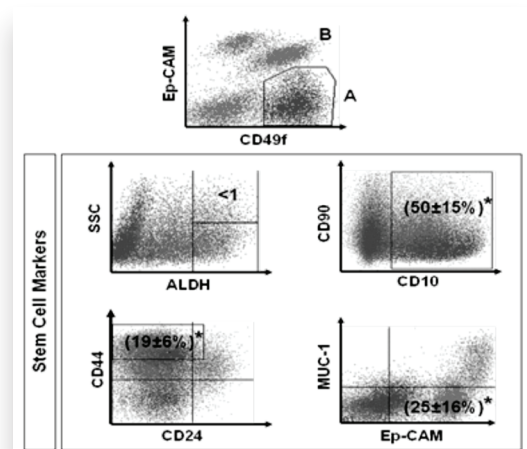 Ep-CAM
B
A
CD49f
Stem Cell Markers
SSC
<1
ALDH
CD90
(50±15%)*
CD10
CD44
(19±6%)*
CD24
MUC-1
(25±16%)*
Ep-CAM